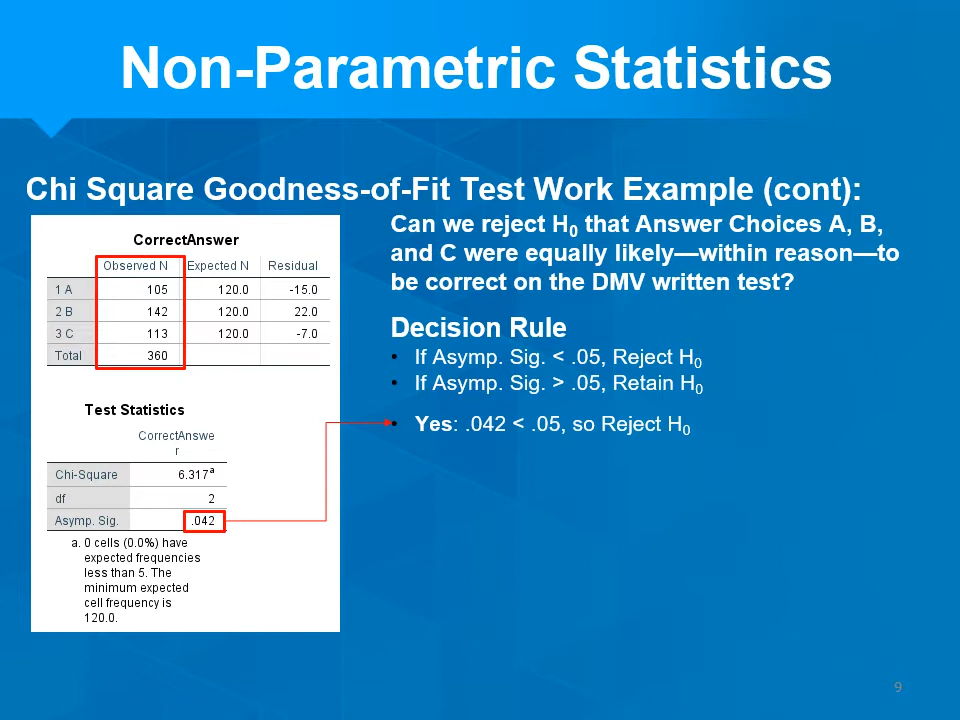 Non-Parametric Statistics
Chi Square Goodness-of-Fit Test Work Example (cont):
CorrectAnswer
Observed N Expected N Residual
1 A 105 120.0 -15.0
2 B 142 120.0 22.0
3 C 113 120.0 -7.0
Total 360
Test Statistics
CorrectAnswe
r
Chi-Square 6.317a
df 2
Asymp. Sig. .042
a. 0 cells (0.0%) have
expected frequencies
less than 5. The
minimum expected
cell frequency is
120.0.
Can we reject H0 that Answer Choices A, B,
and C were equally likely—within reason—to
be correct on the DMV written test?
Decision Rule
• If Asymp. Sig. < .05, Reject H0
• If Asymp. Sig. > .05, Retain H0
• Yes: .042 < .05, so Reject H0
9